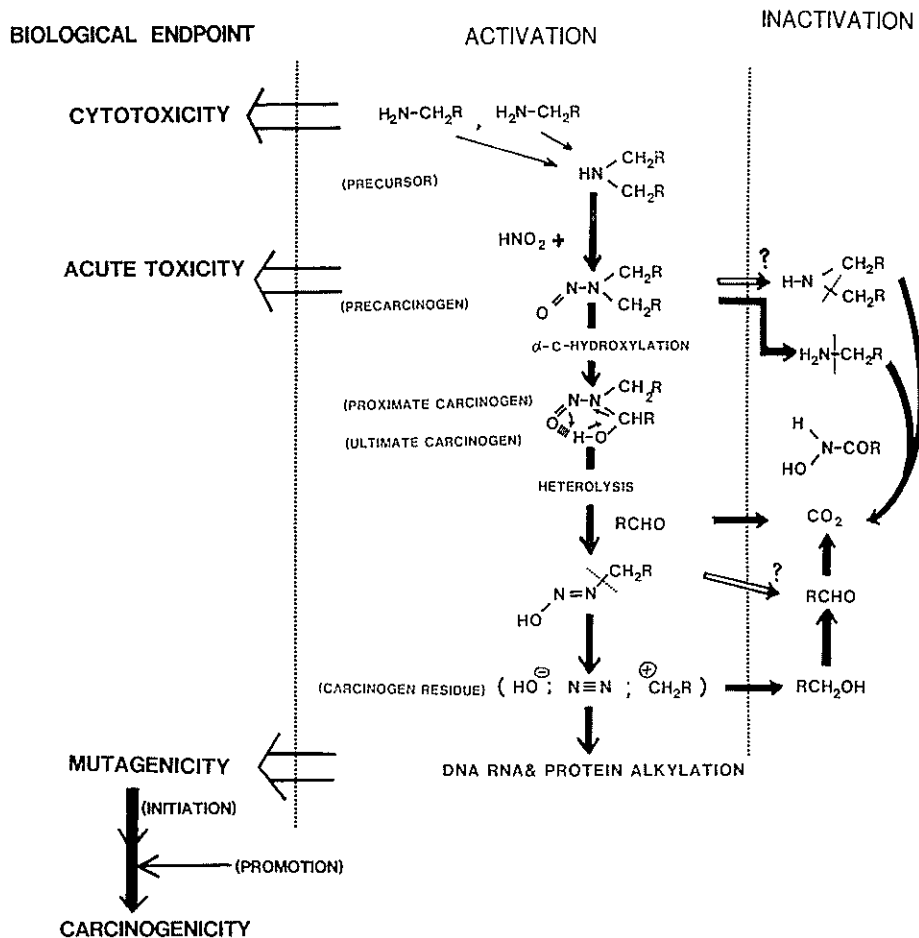 BIOLOGICAL ENDPOINT
ACTIVATION
INACTIVATION
CYTOTOXICITY
H₂N-CH₂R , H₂N-CH₂R
(PRECURSOR)
HN
CH₂R
CH₂R
HNO₂ +
ACUTE TOXICITY
(PRECARCINOGEN)
O=N-N
CH₂R
CH₂R
?
H-N
CH₂R
CH₂R
α-C-HYDROXYLATION
H₂N-CH₂R
(PROXIMATE CARCINOGEN)
(ULTIMATE CARCINOGEN)
N-N
CH₂R
CHR
O H-O
H
HO
N-COR
HETEROLYSIS
RCHO
CO₂
CH₂R
N=N
HO
?
RCHO
(CARCINOGEN RESIDUE) ( HO⊖ ; N≡N ; ⊕CH₂R )
RCH₂OH
MUTAGENICITY
DNA RNA& PROTEIN ALKYLATION
(INITIATION)
(PROMOTION)
CARCINOGENICITY